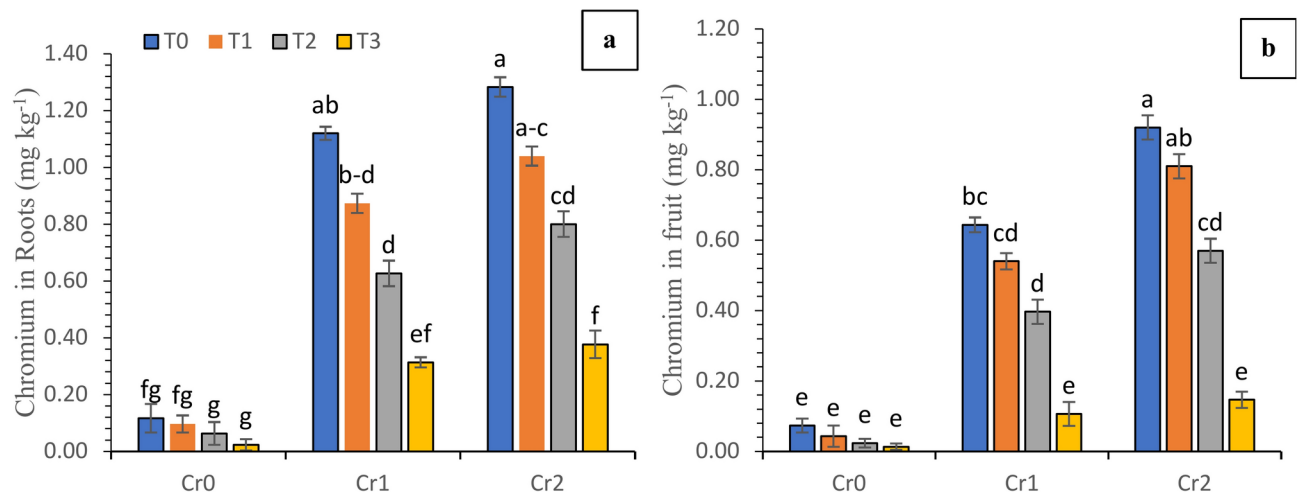 T0 T1 T2 T3
a
Chromium in Roots (mg kg-1)
1.40
1.20
1.00
0.80
0.60
0.40
0.20
0.00
fg fg g g
ab b-d d ef
a a-c cd f
Cr0 Cr1 Cr2
b
Chromium in fruit (mg kg-1)
1.20
1.00
0.80
0.60
0.40
0.20
0.00
e e e e
bc cd d e
a ab cd e
Cr0 Cr1 Cr2